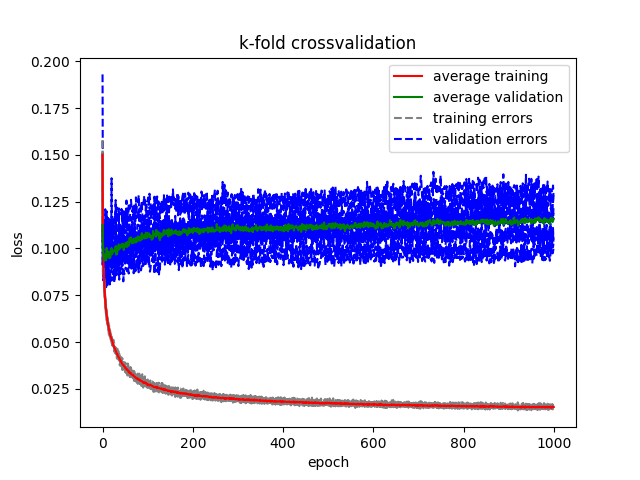 k-fold crossvalidation
0.200
0.175
0.150
0.125
0.100
0.075
0.050
0.025
loss
average training
average validation
training errors
validation errors
0 200 400 600 800 1000
epoch